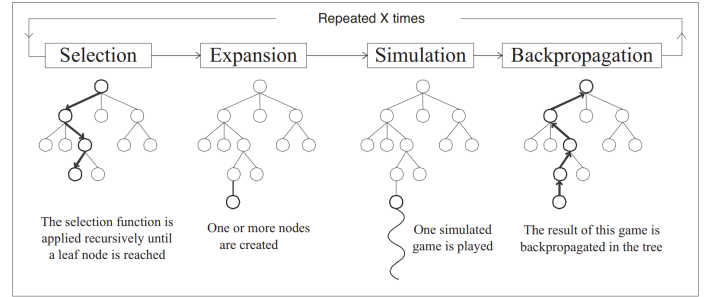 Repeated X times
Selection
Expansion
Simulation
Backpropagation
The selection function is
applied recursively until
a leaf node is reached
One or more nodes
are created
One simulated
game is played
The result of this game is
backpropagated in the tree